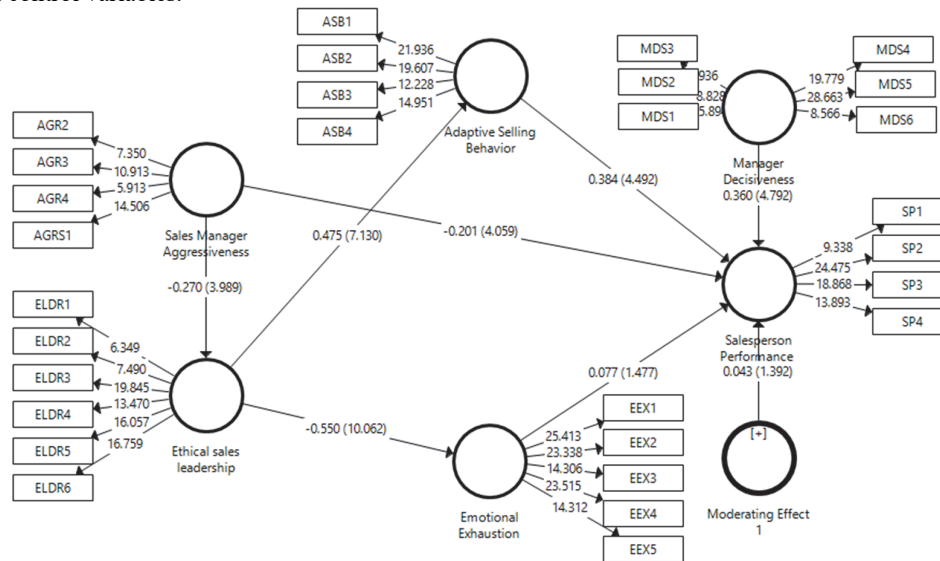 control variables.
ASB1
ASB2
ASB3
ASB4
21.936
19.607
12.228
14.951
Adaptive Selling
Behavior
MDS3
MDS2
MDS1
936
8.828
5.89
MDS4
MDS5
MDS6
19.779
28.663
8.566
Manager
Decisiveness
0.360 (4.792)
AGR2
AGR3
AGR4
AGRS1
7.350
10.913
5.913
14.506
Sales Manager
Aggressiveness
0.384 (4.492)
-0.201 (4.059)
0.475 (7.130)
-0.270 (3.989)
SP1
SP2
SP3
SP4
9.338
24.475
18.868
13.893
Salesperson
Performance
0.043 (1.392)
ELDR1
ELDR2
ELDR3
ELDR4
ELDR5
ELDR6
6.349
7.490
19.845
13.470
16.057
16.759
Ethical sales
leadership
-0.550 (10.062)
0.077 (1.477)
EEX1
EEX2
EEX3
EEX4
EEX5
25.413
23.338
14.306
23.515
14.312
Emotional
Exhaustion
[+]
Moderating Effect
1